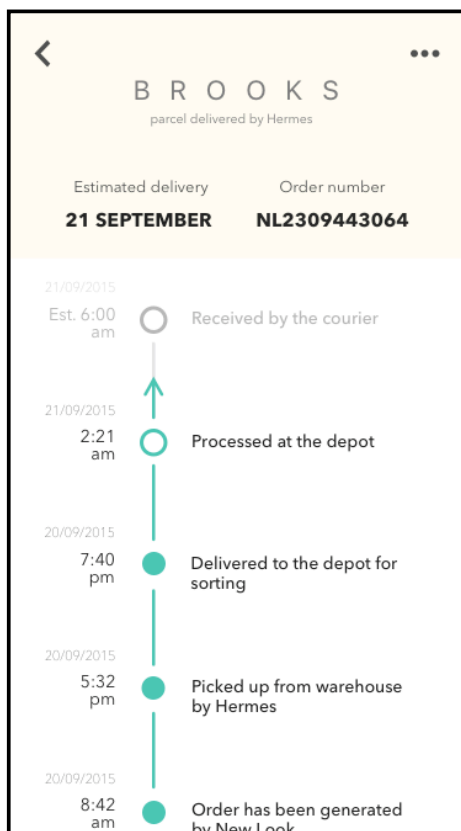 B R O O K S
parcel delivered by Hermes
Estimated delivery
Order number
21 SEPTEMBER
NL2309443064
21/09/2015
Est. 6:00
am
Received by the courier
21/09/2015
2:21
am
Processed at the depot
20/09/2015
7:40
pm
Delivered to the depot for
sorting
20/09/2015
5:32
pm
Picked up from warehouse
by Hermes
20/09/2015
8:42
am
Order has been generated
by New Look